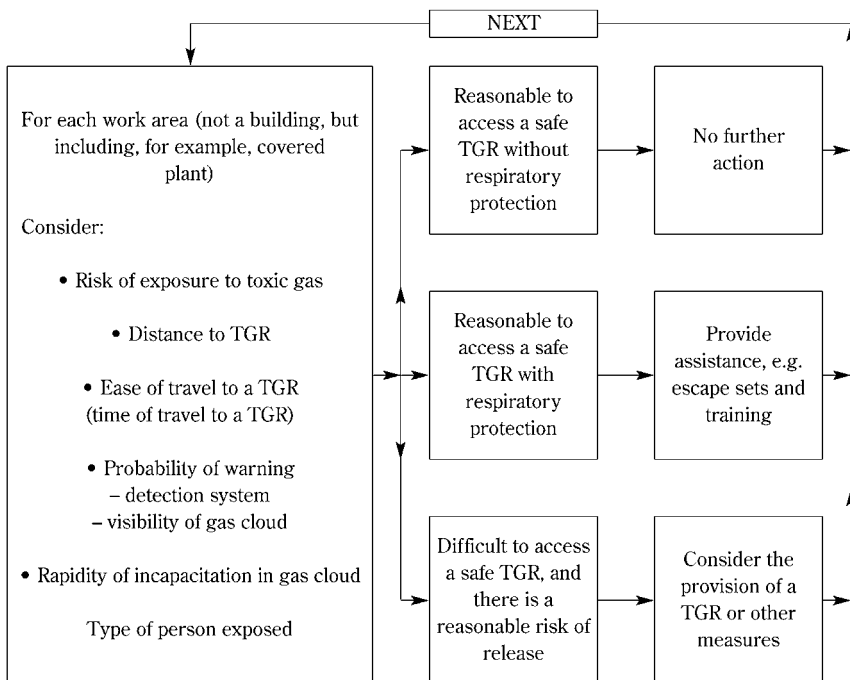 NEXT
For each work area (not a building, but
including, for example, covered
plant)
Consider:
• Risk of exposure to toxic gas
• Distance to TGR
• Ease of travel to a TGR
(time of travel to a TGR)
• Probability of warning
– detection system
– visibility of gas cloud
• Rapidity of incapacitation in gas cloud
Type of person exposed
Reasonable to
access a safe
TGR without
respiratory
protection
No further
action
Reasonable to
access a safe
TGR with
respiratory
protection
Provide
assistance, e.g.
escape sets and
training
Difficult to access
a safe TGR, and
there is a
reasonable risk of
release
Consider the
provision of a
TGR or other
measures